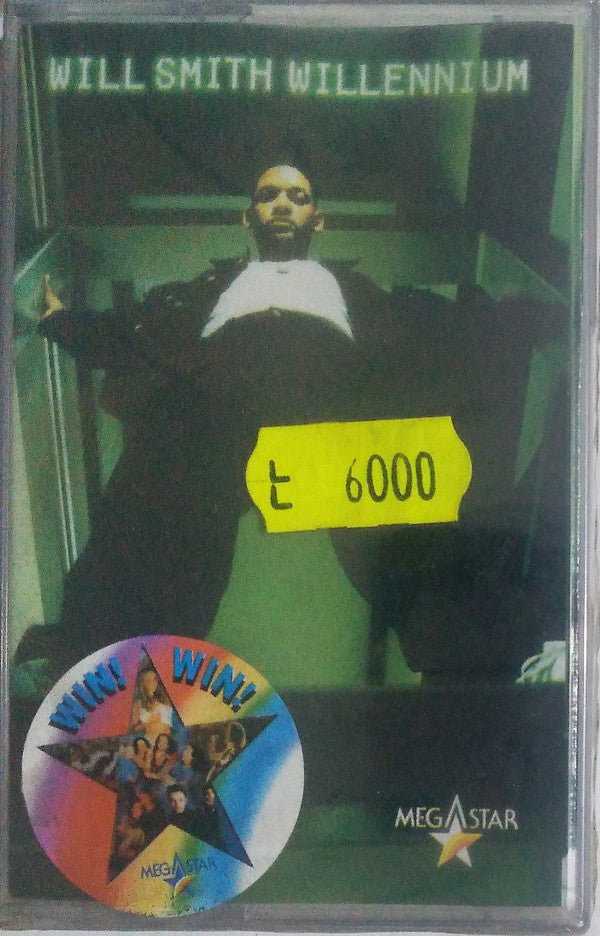 WILL SMITH WILLENNIUM
£ 6000
WIN! WIN!
MEGASTAR
MEGASTAR